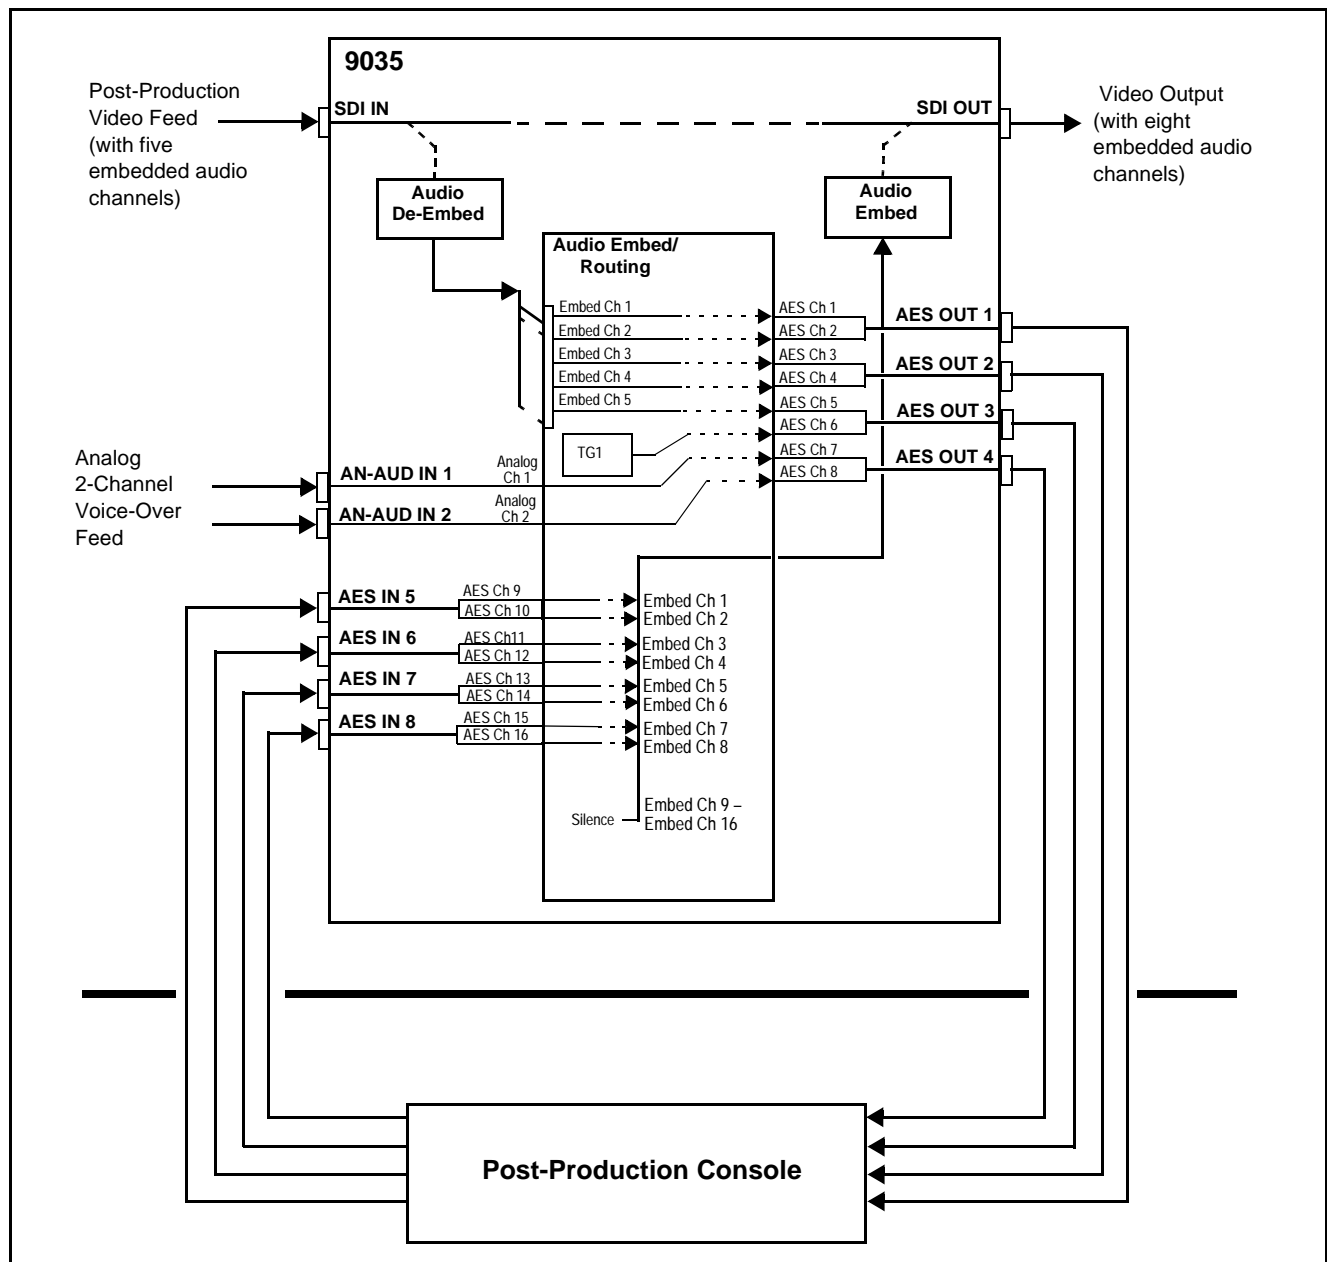 9035
Post-Production
Video Feed
(with five
embedded audio
channels)
SDI IN
SDI OUT
Video Output
(with eight
embedded audio
channels)
Audio
De-Embed
Audio
Embed
Audio Embed/
Routing
Embed Ch 1
Embed Ch 2
Embed Ch 3
Embed Ch 4
Embed Ch 5
TG1
AES Ch 1
AES Ch 2
AES Ch 3
AES Ch 4
AES Ch 5
AES Ch 6
AES Ch 7
AES Ch 8
AES OUT 1
AES OUT 2
AES OUT 3
AES OUT 4
Analog
2-Channel
Voice-Over
Feed
AN-AUD IN 1
Analog
Ch 1
AN-AUD IN 2
Analog
Ch 2
AES IN 5
AES Ch 9
AES Ch 10
AES IN 6
AES Ch11
AES Ch 12
AES IN 7
AES Ch 13
AES Ch 14
AES IN 8
AES Ch 15
AES Ch 16
Embed Ch 1
Embed Ch 2
Embed Ch 3
Embed Ch 4
Embed Ch 5
Embed Ch 6
Embed Ch 7
Embed Ch 8
Silence
Embed Ch 9 –
Embed Ch 16
Post-Production Console